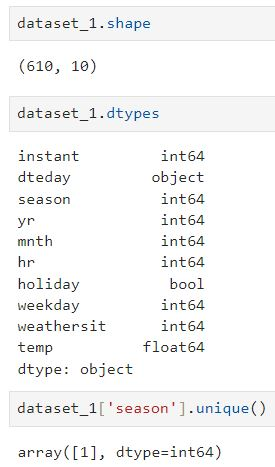 dataset_1.shape
(610, 10)
dataset_1.dtypes
instant int64
dteday object
season int64
yr int64
mnth int64
hr int64
holiday bool
weekday int64
weathersit int64
temp float64
dtype: object
dataset_1['season'].unique()
array([1], dtype=int64)